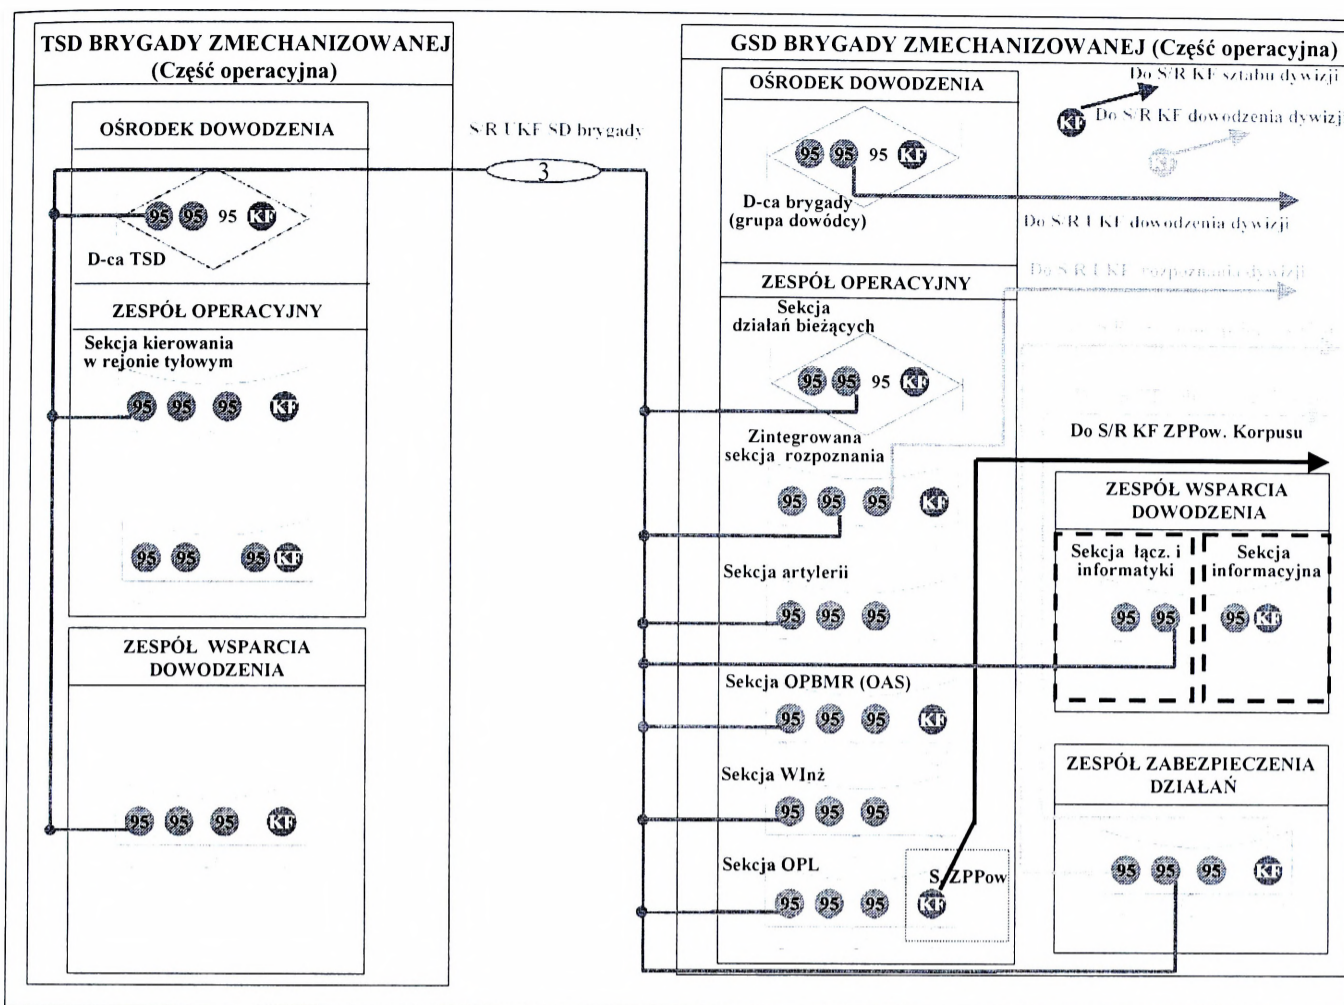 TSD BRYGADY ZMECHANIZOWANEJ
(Część operacyjna)
OŚRODEK DOWODZENIA
95 95 95 KF
D-ca TSD
ZESPÓŁ OPERACYJNY
Sekcja kierowania
w rejonie tyłowym
95 95 95 KF
95 95 95 KF
ZESPÓŁ WSPARCIA
DOWODZENIA
95 95 95 KF
S/R UKF SD brygady
3
GSD BRYGADY ZMECHANIZOWANEJ (Część operacyjna)
OŚRODEK DOWODZENIA
95 95 95 KF
D-ca brygady
(grupa dowódcy)
ZESPÓŁ OPERACYJNY
Sekcja
działań bieżących
95 95 95 KF
Zintegrowana
sekcja rozpoznania
95 95 95 KF
Sekcja artylerii
95 95 95
Sekcja OPBMR (OAS)
95 95 95 KF
Sekcja WInż
95 95 95
Sekcja OPL
95 95 95
S. ZPPow
KF
Do S/R KF sztabu dywizji
KF
Do S/R KF dowodzenia dywizj
KF
Do S/R UKF dowodzenia dywizji
Do S/R UKF rozpoznania dywizji
Do S/R KF ZPPow. Korpusu
ZESPÓŁ WSPARCIA
DOWODZENIA
Sekcja łącz. i
informatyki
95 95
Sekcja
informacyjna
95 KF
ZESPÓŁ ZABEZPIECZENIA
DZIAŁAŃ
95 95 95 KF